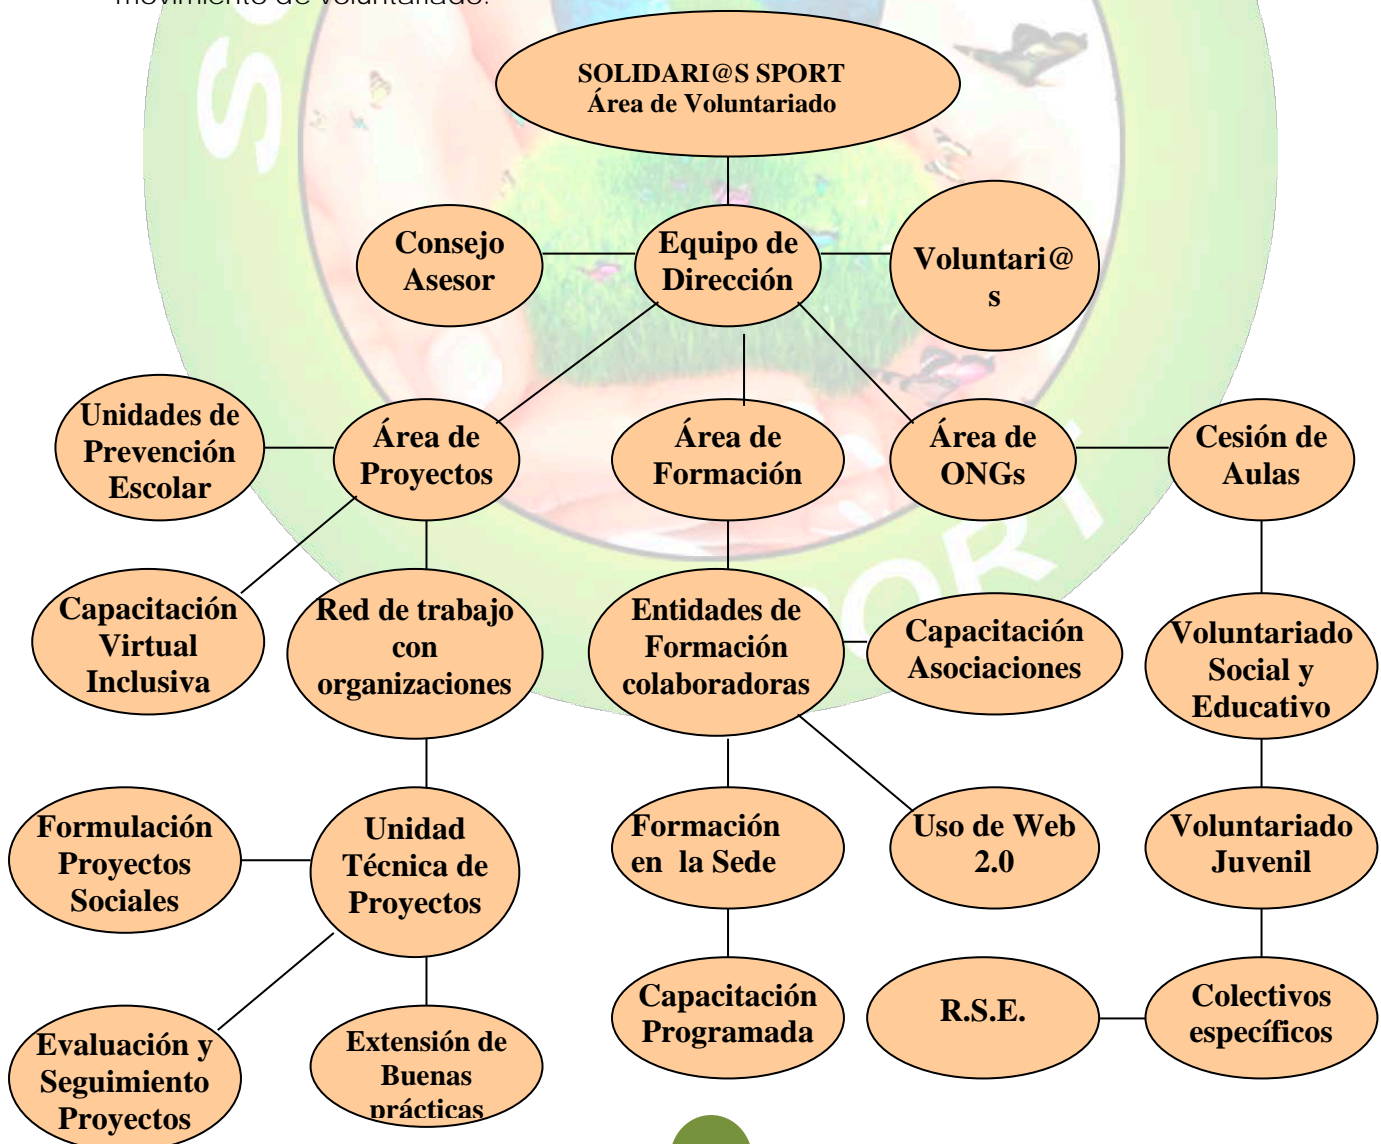 movimiento de voluntariado.
SOLIDARI@S SPORT
Área de Voluntariado
Consejo
Asesor
Equipo de
Dirección
Voluntari@
s
Unidades de
Prevención
Escolar
Área de
Proyectos
Área de
Formación
Área de
ONGs
Cesión de
Aulas
Capacitación
Virtual
Inclusiva
Red de trabajo
con
organizaciones
Entidades de
Formación
colaboradoras
Capacitación
Asociaciones
Voluntariado
Social y
Educativo
Formulación
Proyectos
Sociales
Unidad
Técnica de
Proyectos
Formación
en la Sede
Uso de Web
2.0
Voluntariado
Juvenil
Evaluación y
Seguimiento
Proyectos
Extensión de
Buenas
prácticas
Capacitación
Programada
R.S.E.
Colectivos
específicos